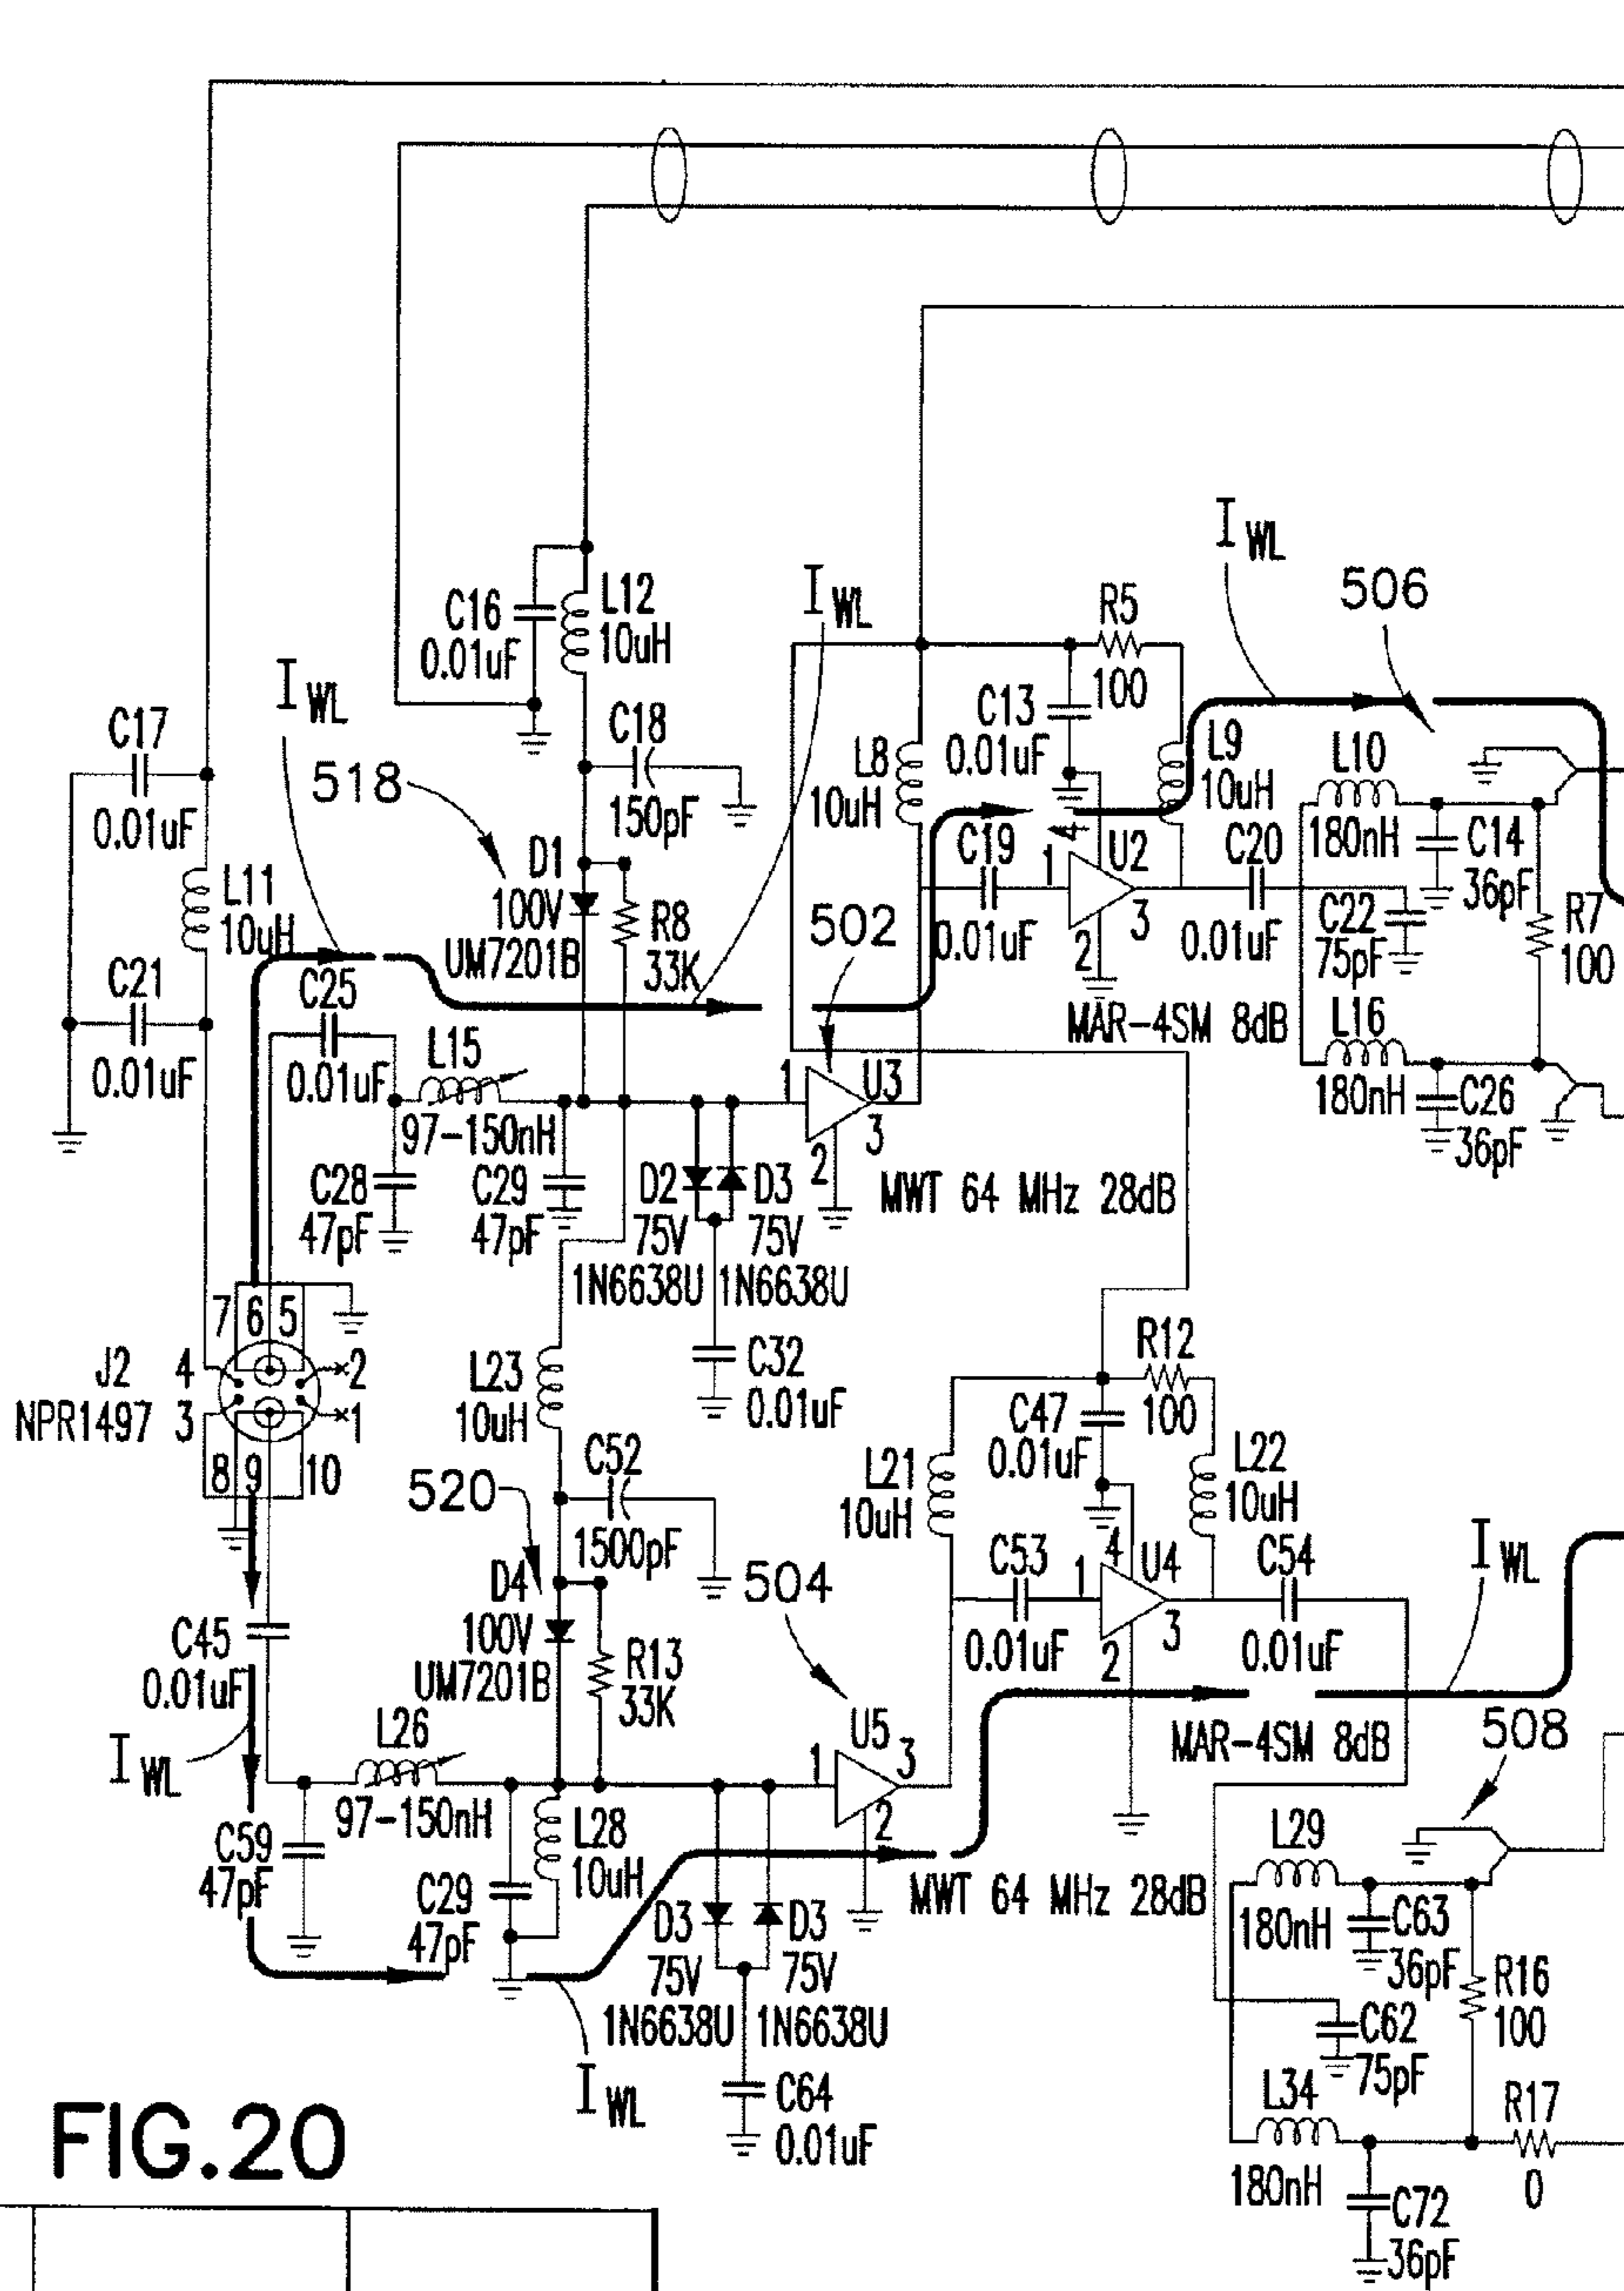 I WL
506
I WL
R5
100
C16
0.01uF
L12
10uH
I WL
C17
0.01uF
518
C18
150pF
C13
0.01uF
L8
10uH
L9
10uH
L10
180nH
C14
36pF
D1
100V
UM7201B
R8
33K
502
C19
0.01uF
1
4
U2
3
2
C20
0.01uF
C22
75pF
R7
100
L11
10uH
C21
0.01uF
C25
0.01uF
L15
97-150nH
MAR-4SM 8dB
L16
180nH
C26
36pF
1
U3
3
2
MWT 64 MHz 28dB
C28
47pF
C29
47pF
D2
75V
1N6638U
D3
75V
1N6638U
C32
0.01uF
7 6 5
J2
NPR1497
4
3
2
1
8 9 10
L23
10uH
R12
100
C47
0.01uF
L21
10uH
L22
10uH
520
C52
1500pF
D4
100V
UM7201B
R13
33K
504
C53
0.01uF
1
4
U4
3
2
C54
0.01uF
I WL
C45
0.01uF
I WL
L26
97-150nH
1
U5
3
2
MAR-4SM 8dB
508
C59
47pF
C29
47pF
L28
10uH
D3
75V
1N6638U
D3
75V
1N6638U
MWT 64 MHz 28dB
L29
180nH
C63
36pF
R16
100
C62
75pF
I WL
C64
0.01uF
L34
180nH
R17
0
C72
36pF
FIG.20